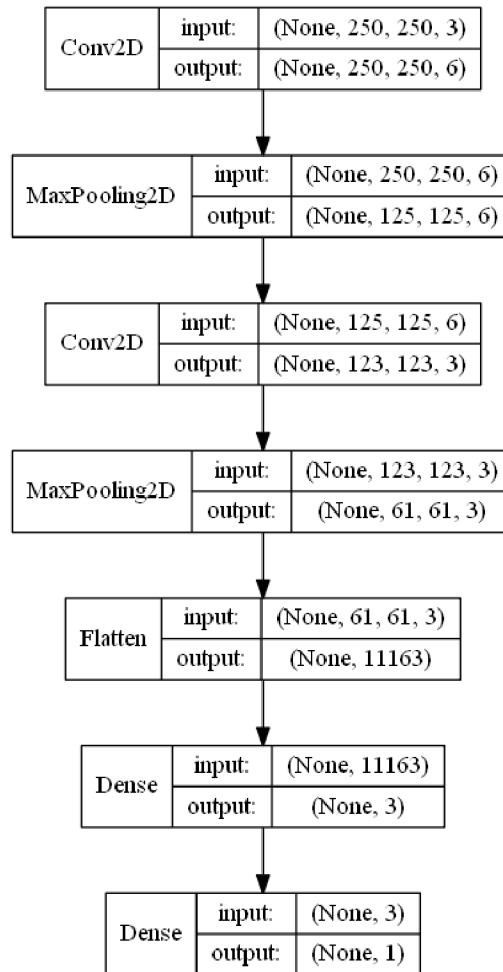 Conv2D
input: (None, 250, 250, 3)
output: (None, 250, 250, 6)
MaxPooling2D
input: (None, 250, 250, 6)
output: (None, 125, 125, 6)
Conv2D
input: (None, 125, 125, 6)
output: (None, 123, 123, 3)
MaxPooling2D
input: (None, 123, 123, 3)
output: (None, 61, 61, 3)
Flatten
input: (None, 61, 61, 3)
output: (None, 11163)
Dense
input: (None, 11163)
output: (None, 3)
Dense
input: (None, 3)
output: (None, 1)